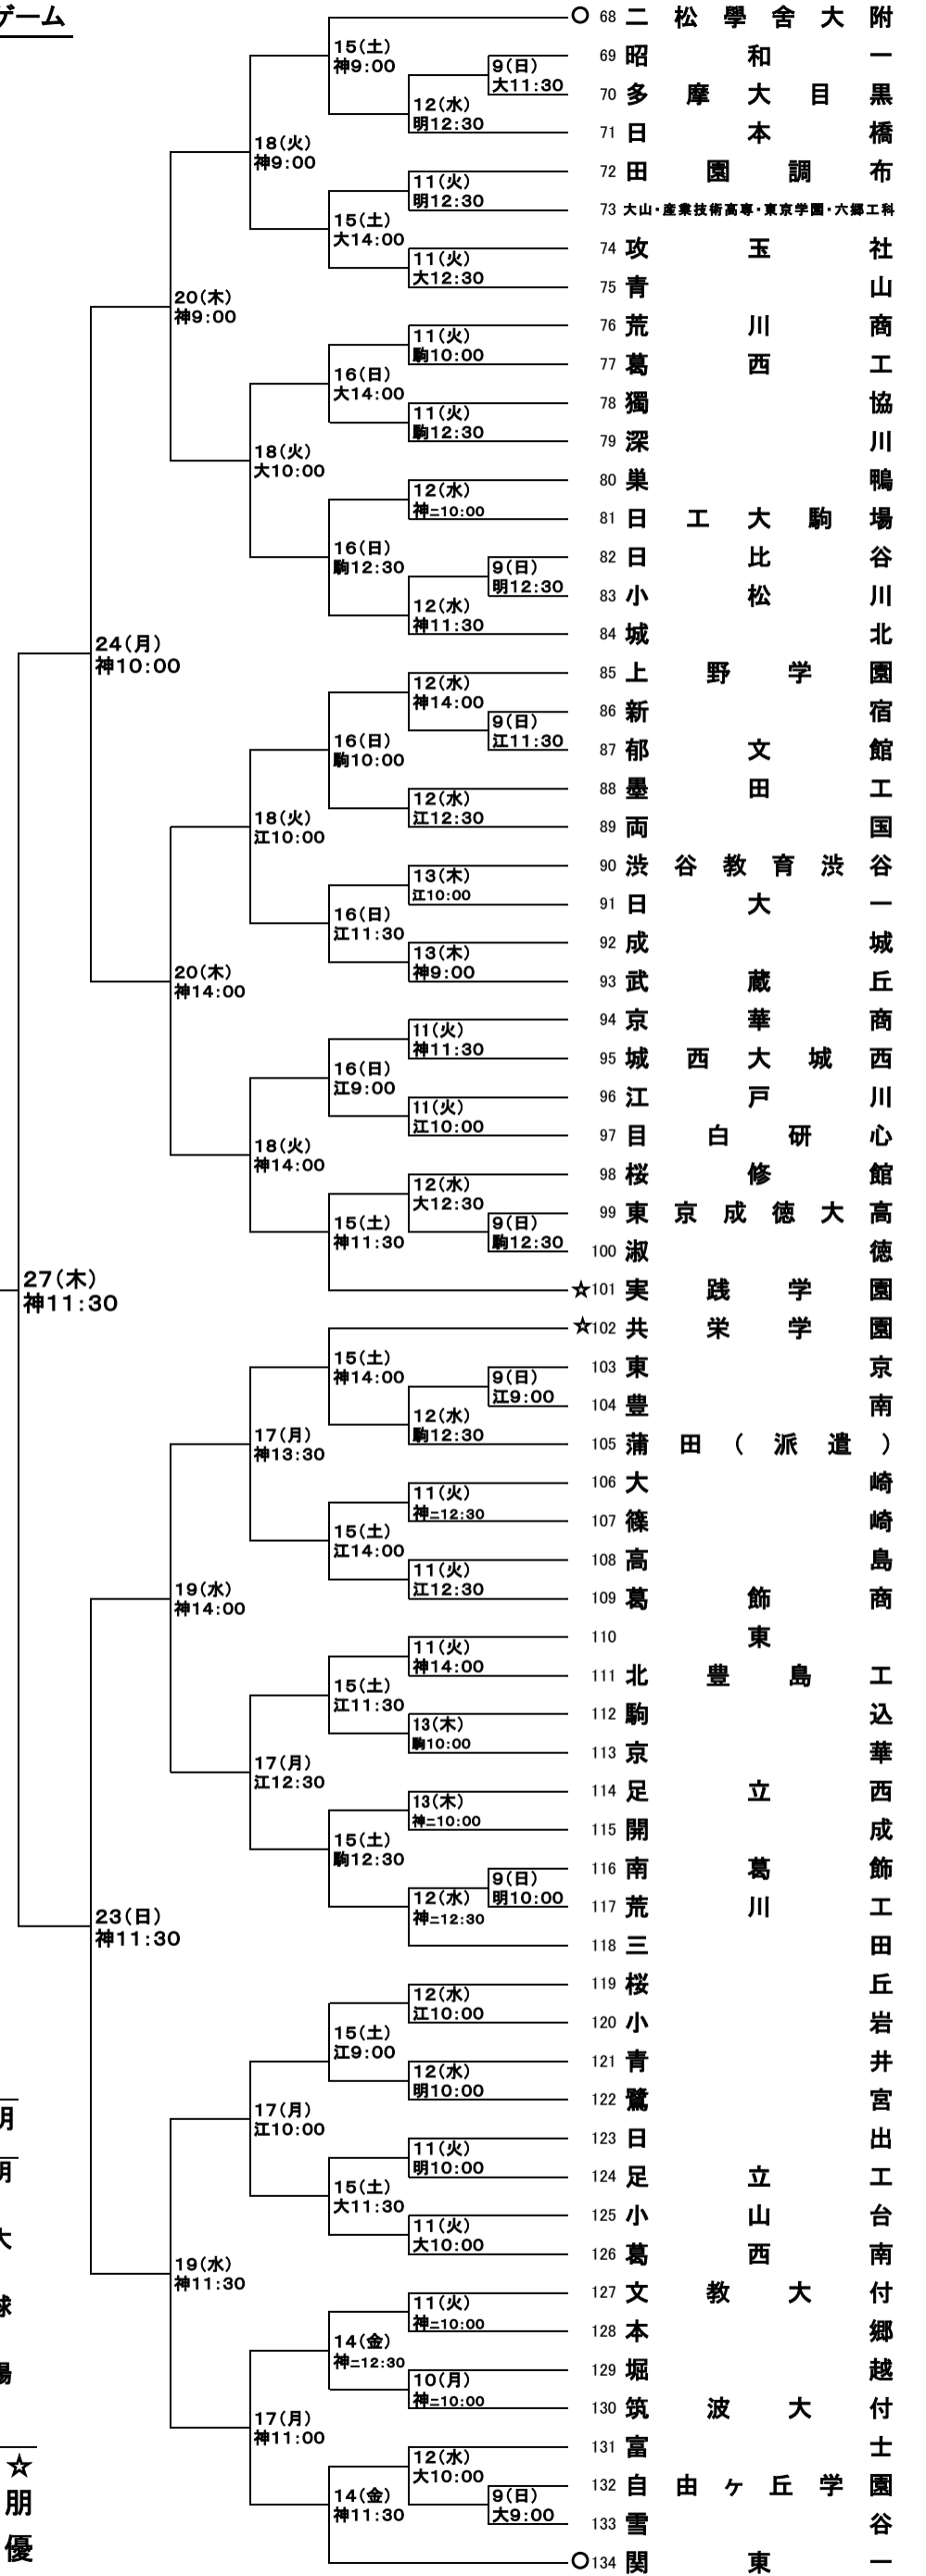 ゲーム
○ 68 二松學舍大附
15(土)
神9:00
69 昭和一
9(日)
大11:30
70 多摩大目黒
12(水)
明12:30
71 日本橋
18(火)
神9:00
72 田園調布
11(火)
明12:30
73 大山・産業技術高専・東京学園・六郷工科
15(土)
大14:00
74 攻玉社
11(火)
大12:30
75 青山
20(木)
神9:00
76 荒川商
11(火)
駒10:00
77 葛西工
16(日)
大14:00
78 獨協
11(火)
駒12:30
79 深川
18(火)
大10:00
80 巣鴨
12(水)
神ニ10:00
81 日工大駒場
16(日)
駒12:30
82 日比谷
9(日)
明12:30
83 小松川
12(水)
神11:30
84 城北
24(月)
神10:00
85 上野学園
12(水)
神14:00
86 新宿
9(日)
江11:30
87 郁文館
16(日)
駒10:00
88 墨田工
12(水)
江12:30
89 両国
18(火)
江10:00
90 渋谷教育渋谷
13(木)
江10:00
91 日大一
16(日)
江11:30
92 成城
13(木)
神9:00
93 武蔵丘
20(木)
神14:00
94 京華商
11(火)
神11:30
95 城西大城西
16(日)
江9:00
96 江戸川
11(火)
江10:00
97 目白研心
18(火)
神14:00
98 桜修館
12(水)
大12:30
99 東京成徳大高
9(日)
駒12:30
100 淑徳
15(土)
神11:30
☆101 実践学園
27(木)
神11:30
☆102 共栄学園
15(土)
神14:00
103 東京
9(日)
江9:00
104 豊南
12(水)
駒12:30
105 蒲田(派遣)
17(月)
神13:30
106 大崎
11(火)
神ニ12:30
107 篠崎
15(土)
江14:00
108 高島
11(火)
江12:30
109 葛飾商
19(水)
神14:00
110 東
11(火)
神14:00
111 北豊島工
15(土)
江11:30
112 駒込
13(木)
駒10:00
113 京華
17(月)
江12:30
114 足立西
13(木)
神ニ10:00
115 開成
15(土)
駒12:30
116 南葛飾
9(日)
明10:00
117 荒川工
12(水)
神ニ12:30
118 三田
23(日)
神11:30
119 桜丘
12(水)
江10:00
120 小岩
15(土)
江9:00
121 青井
12(水)
明10:00
122 鷺宮
17(月)
江10:00
123 日出
11(火)
明10:00
124 足立工
15(土)
大11:30
125 小山台
11(火)
大10:00
126 葛西南
19(水)
神11:30
127 文教大付
11(火)
神ニ10:00
128 本郷
14(金)
神ニ12:30
129 堀越
10(月)
神ニ10:00
130 筑波大付
17(月)
神11:00
131 富士
12(水)
大10:00
132 自由ヶ丘学園
9(日)
大9:00
133 雪谷
14(金)
神11:30
○134 関東一
明
明
大
球
場
☆
朋
優